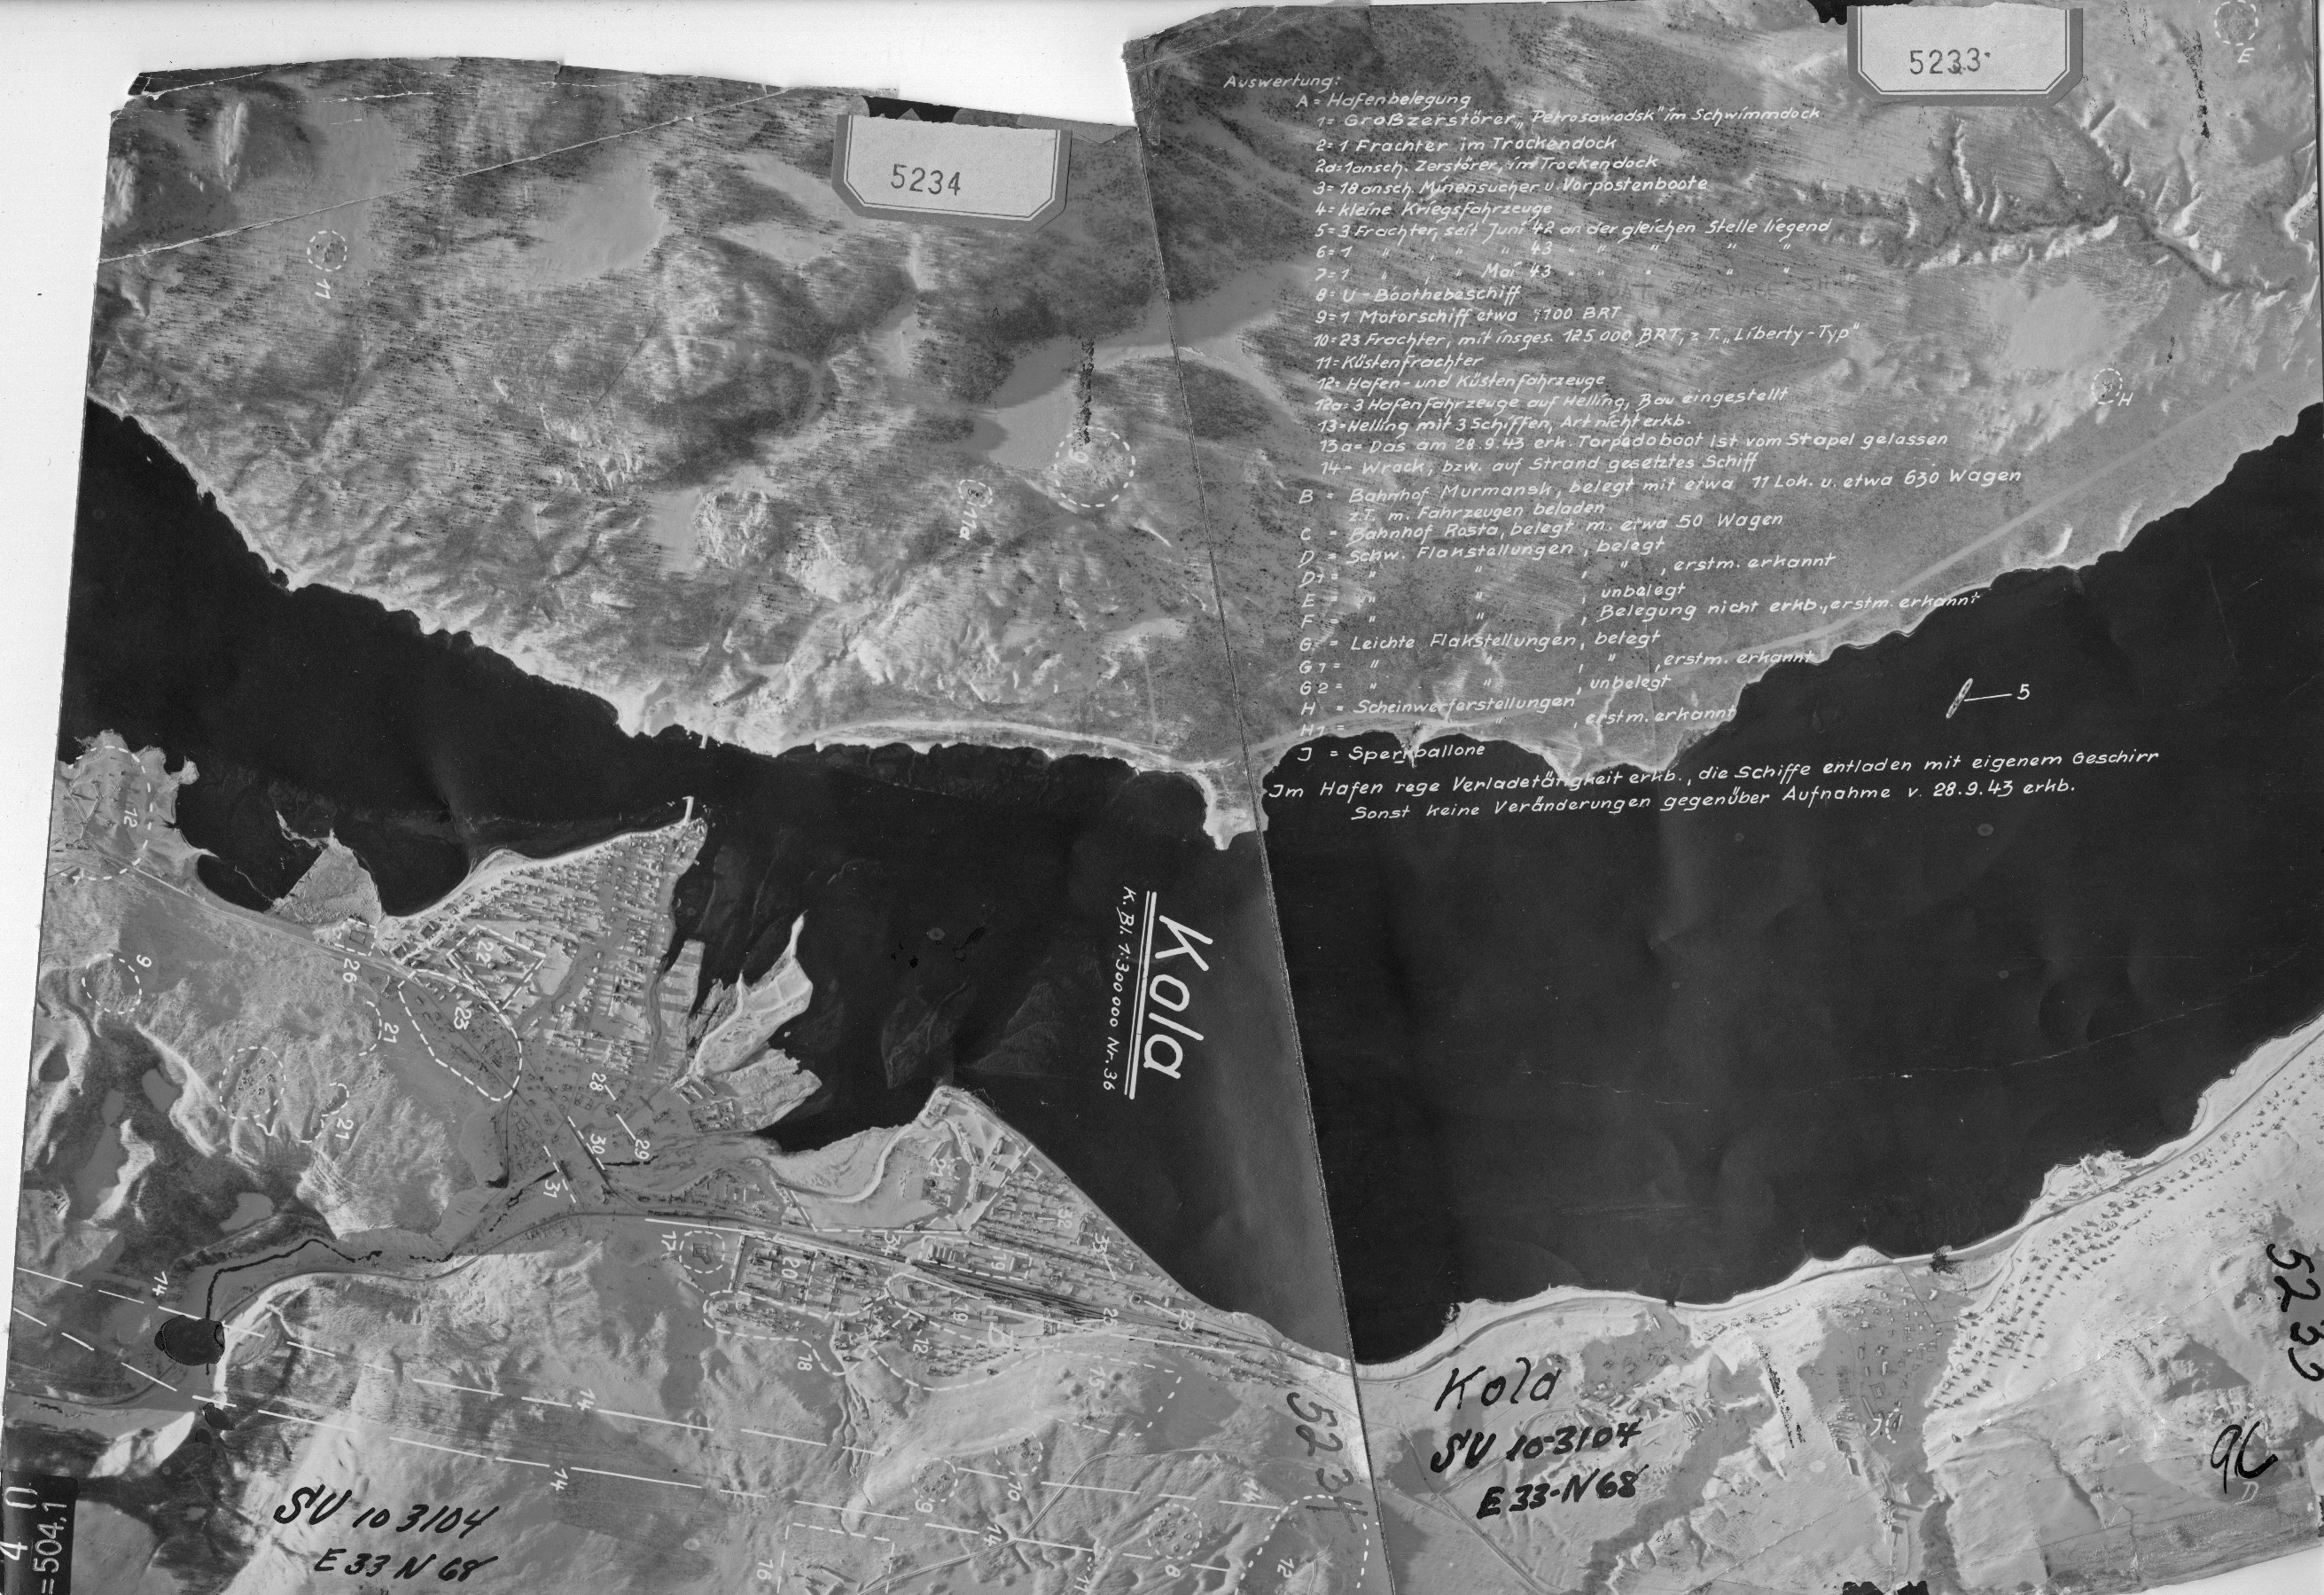 5233
5234
E
Auswertung:
A = Hafenbelegung
1 = Großzerstörer „Petrosawodsk" im Schwimmdock
2 = 1 Frachter im Trockendock
2a = 1 ansch. Zerstörer, im Trockendock
3 = 18 ansch. Minensucher u. Vorpostenboote
4 = kleine Kriegsfahrzeuge
5 = 3 Frachter, seit Juni 42 an der gleichen Stelle liegend
6 = 1 " " " 43 " " " " "
7 = 1 " " " Mai 43 " " " " "
8 = U-Boothebeschiff
9 = 1 Motorschiff etwa 1100 BRT
10 = 23 Frachter, mit insges. 125 000 BRT, z. T. „Liberty-Typ"
11 = Küstenfrachter
12 = Hafen- und Küstenfahrzeuge
12a = 3 Hafenfahrzeuge auf Helling, Bau eingestellt
13 = Helling mit 3 Schiffen, Art nicht erkb.
13a = Das am 28.9.43 erk. Torpedoboot ist vom Stapel gelassen
14 = Wrack, bzw. auf Strand gesetztes Schiff
B = Bahnhof Murmansk, belegt mit etwa 11 Lok. u. etwa 630 Wagen
z.T. m. Fahrzeugen beladen
C = Bahnhof Rosta, belegt m. etwa 50 Wagen
D = Schw. Flakstellungen, belegt
D1 = " " , " , erstm. erkannt
E = " " , unbelegt
F = " " , Belegung nicht erkb., erstm. erkannt
G = Leichte Flakstellungen, belegt
G1 = " " , " , erstm. erkannt
G2 = " " , unbelegt
H = Scheinwerferstellungen
H1 = " " , erstm. erkannt
J = Sperrballone
Im Hafen rege Verladetätigkeit erkb., die Schiffe entladen mit eigenem Geschirr
Sonst keine Veränderungen gegenüber Aufnahme v. 28.9.43 erkb.
H
5
11
11a
12
9
26
22
23
21
21
28
29
30
31
Kola
K. Bl. 1:300 000 Nr. 36
27
32
33
34
19
17
20
18
19
12
25
15
14
14
14
14
14
9
10
8
11
12
16
5233
5234
Kola
SU 10-3104
E 33-N 68
SU 10 3104
E 33 N 68
D
4
=504,1